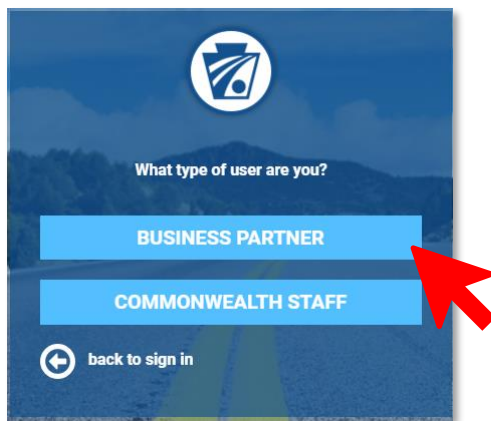 What type of user are you?
BUSINESS PARTNER
COMMONWEALTH STAFF
back to sign in